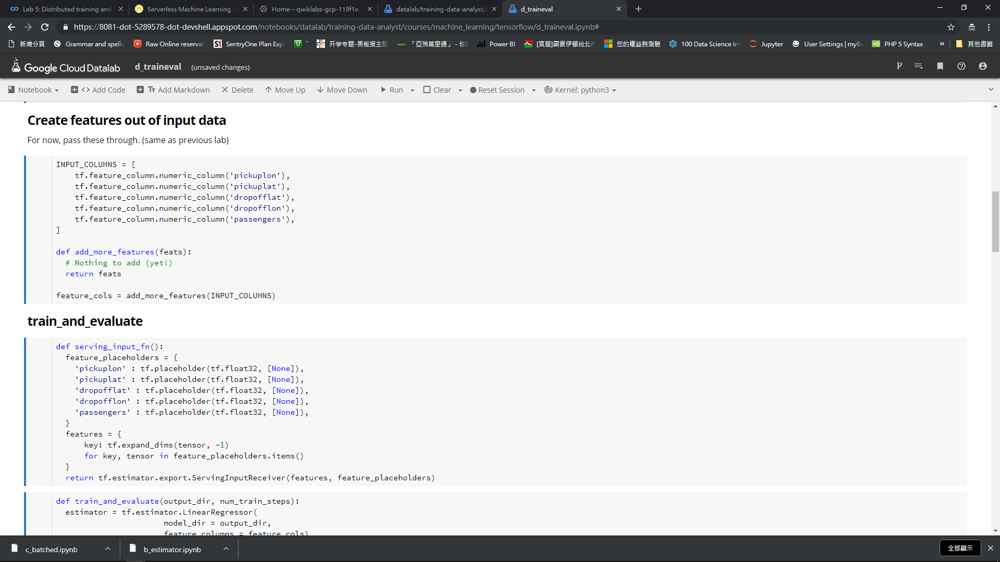 Lab 5: Distributed training and
Serverless Machine Learning -
Home – qwiklabs-gcp-119f1e
datalab/training-data-analyst/
d_traineval
https://8081-dot-5289578-dot-devshell.appspot.com/notebooks/datalab/training-data-analyst/courses/machine_learning/tensorflow/d_traineval.ipynb#
新增分頁
Grammar and spell
Raw Online reserva
SentryOne Plan Expl
开学专题-黑板报主题
「亞洲萬里通」 - 你
Power BI
[買屋]國賓伊頓台北
您的權益與測驗
100 Data Science In
Jupyter
User Settings | myB
PHP 5 Syntax
»
其他書籤
Google Cloud Datalab
d_traineval
(unsaved changes)
Notebook
<> Add Code
Tт Add Markdown
Delete
Move Up
Move Down
Run
Clear
Reset Session
Kernel: python3
Create features out of input data
For now, pass these through. (same as previous lab)
INPUT_COLUMNS = [
    tf.feature_column.numeric_column('pickuplon'),
    tf.feature_column.numeric_column('pickuplat'),
    tf.feature_column.numeric_column('dropofflat'),
    tf.feature_column.numeric_column('dropofflon'),
    tf.feature_column.numeric_column('passengers'),
]
def add_more_features(feats):
  # Nothing to add (yet!)
  return feats
feature_cols = add_more_features(INPUT_COLUMNS)
train_and_evaluate
def serving_input_fn():
  feature_placeholders = {
    'pickuplon' : tf.placeholder(tf.float32, [None]),
    'pickuplat' : tf.placeholder(tf.float32, [None]),
    'dropofflat' : tf.placeholder(tf.float32, [None]),
    'dropofflon' : tf.placeholder(tf.float32, [None]),
    'passengers' : tf.placeholder(tf.float32, [None]),
  }
  features = {
      key: tf.expand_dims(tensor, -1)
      for key, tensor in feature_placeholders.items()
  }
  return tf.estimator.export.ServingInputReceiver(features, feature_placeholders)
def train_and_evaluate(output_dir, num_train_steps):
  estimator = tf.estimator.LinearRegressor(
                       model_dir = output_dir,
                       feature_columns = feature_cols)
c_batched.ipynb
b_estimator.ipynb
全部顯示